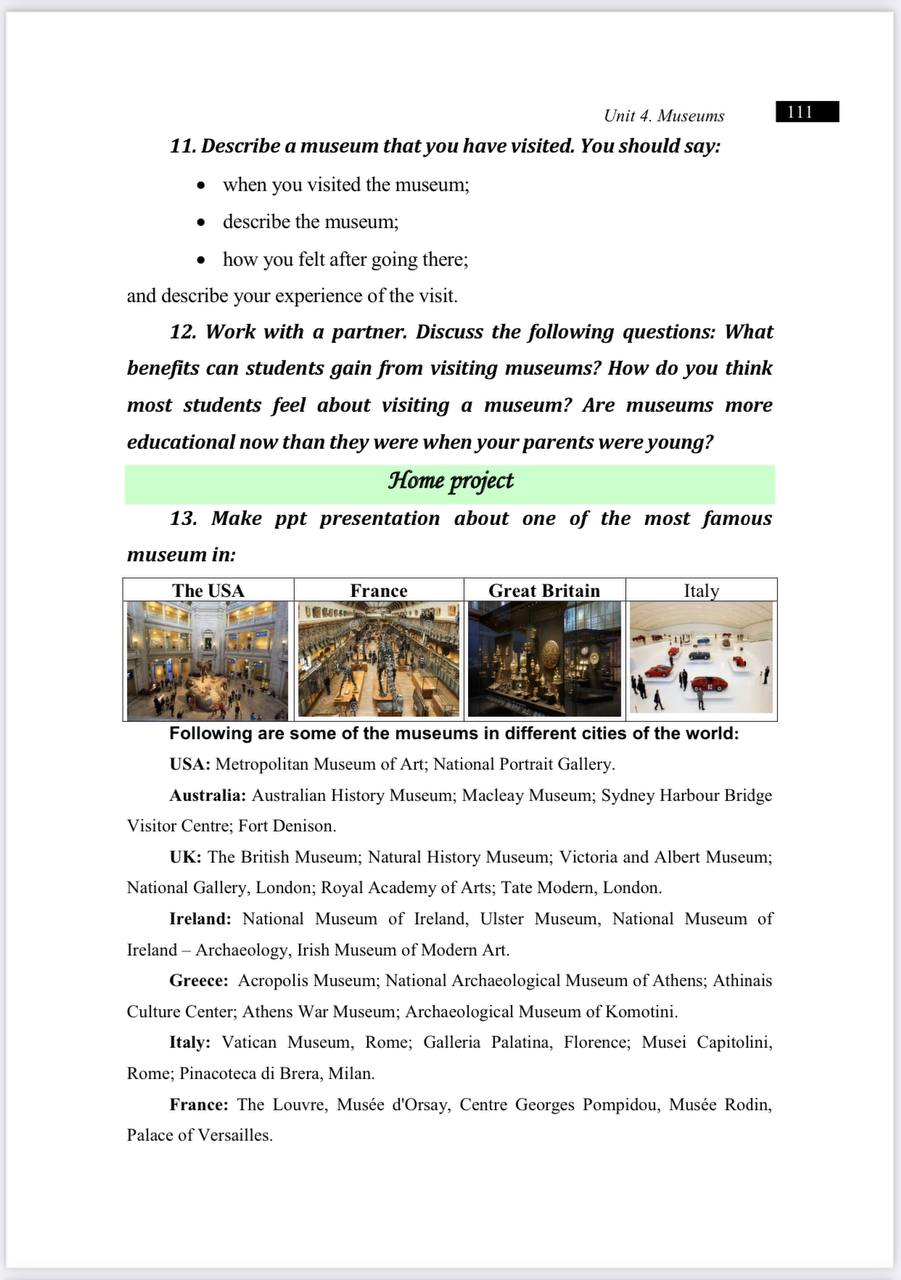 Unit 4. Museums 111
11. Describe a museum that you have visited. You should say:
• when you visited the museum;
• describe the museum;
• how you felt after going there;
and describe your experience of the visit.
12. Work with a partner. Discuss the following questions: What
benefits can students gain from visiting museums? How do you think
most students feel about visiting a museum? Are museums more
educational now than they were when your parents were young?
Home project
13. Make ppt presentation about one of the most famous
museum in:
The USA France Great Britain Italy
Following are some of the museums in different cities of the world:
USA: Metropolitan Museum of Art; National Portrait Gallery.
Australia: Australian History Museum; Macleay Museum; Sydney Harbour Bridge
Visitor Centre; Fort Denison.
UK: The British Museum; Natural History Museum; Victoria and Albert Museum;
National Gallery, London; Royal Academy of Arts; Tate Modern, London.
Ireland: National Museum of Ireland, Ulster Museum, National Museum of
Ireland – Archaeology, Irish Museum of Modern Art.
Greece: Acropolis Museum; National Archaeological Museum of Athens; Athinais
Culture Center; Athens War Museum; Archaeological Museum of Komotini.
Italy: Vatican Museum, Rome; Galleria Palatina, Florence; Musei Capitolini,
Rome; Pinacoteca di Brera, Milan.
France: The Louvre, Musée d'Orsay, Centre Georges Pompidou, Musée Rodin,
Palace of Versailles.